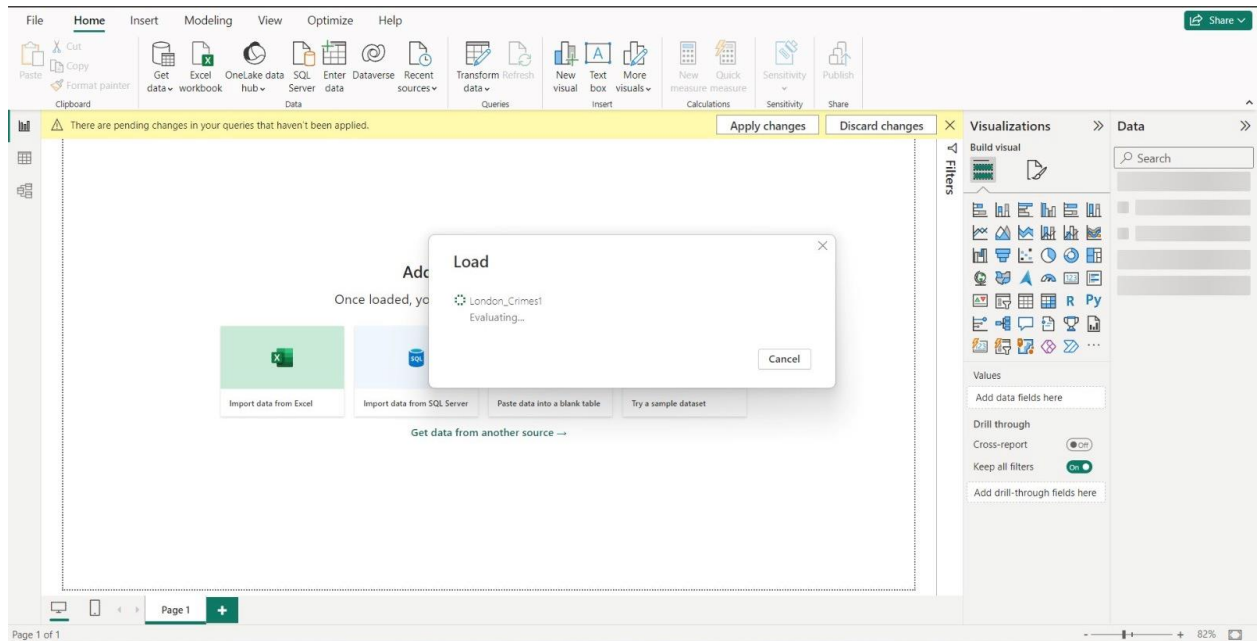 File Home Insert Modeling View Optimize Help
Share
Paste
Cut
Copy
Format painter
Get data
Excel workbook
OneLake data hub
SQL Server
Enter data
Dataverse
Recent sources
Transform data
Refresh
New visual
Text box
More visuals
New measure
Quick measure
Sensitivity
Publish
Clipboard
Data
Queries
Insert
Calculations
Sensitivity
Share
There are pending changes in your queries that haven't been applied.
Apply changes
Discard changes
Filters
Visualizations
Data
Build visual
Search
Load
London_Crimes1
Evaluating...
Cancel
Add
Once loaded, yo
Import data from Excel
SQL
Import data from SQL Server
Paste data into a blank table
Try a sample dataset
Get data from another source →
R Py
123
Values
Add data fields here
Drill through
Cross-report
Off
Keep all filters
On
Add drill-through fields here
Page 1
Page 1 of 1
- + 82%